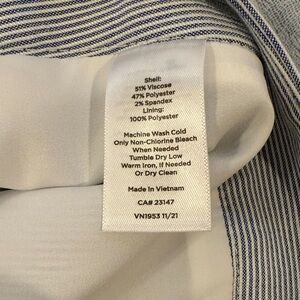 Shell:
51% Viscose
47% Polyester
2% Spandex
Lining:
100% Polyester
Machine Wash Cold
Only Non-Chlorine Bleach
When Needed
Tumble Dry Low
Warm Iron, If Needed
Or Dry Clean
Made In Vietnam
CA# 23147
VN1953 11/21